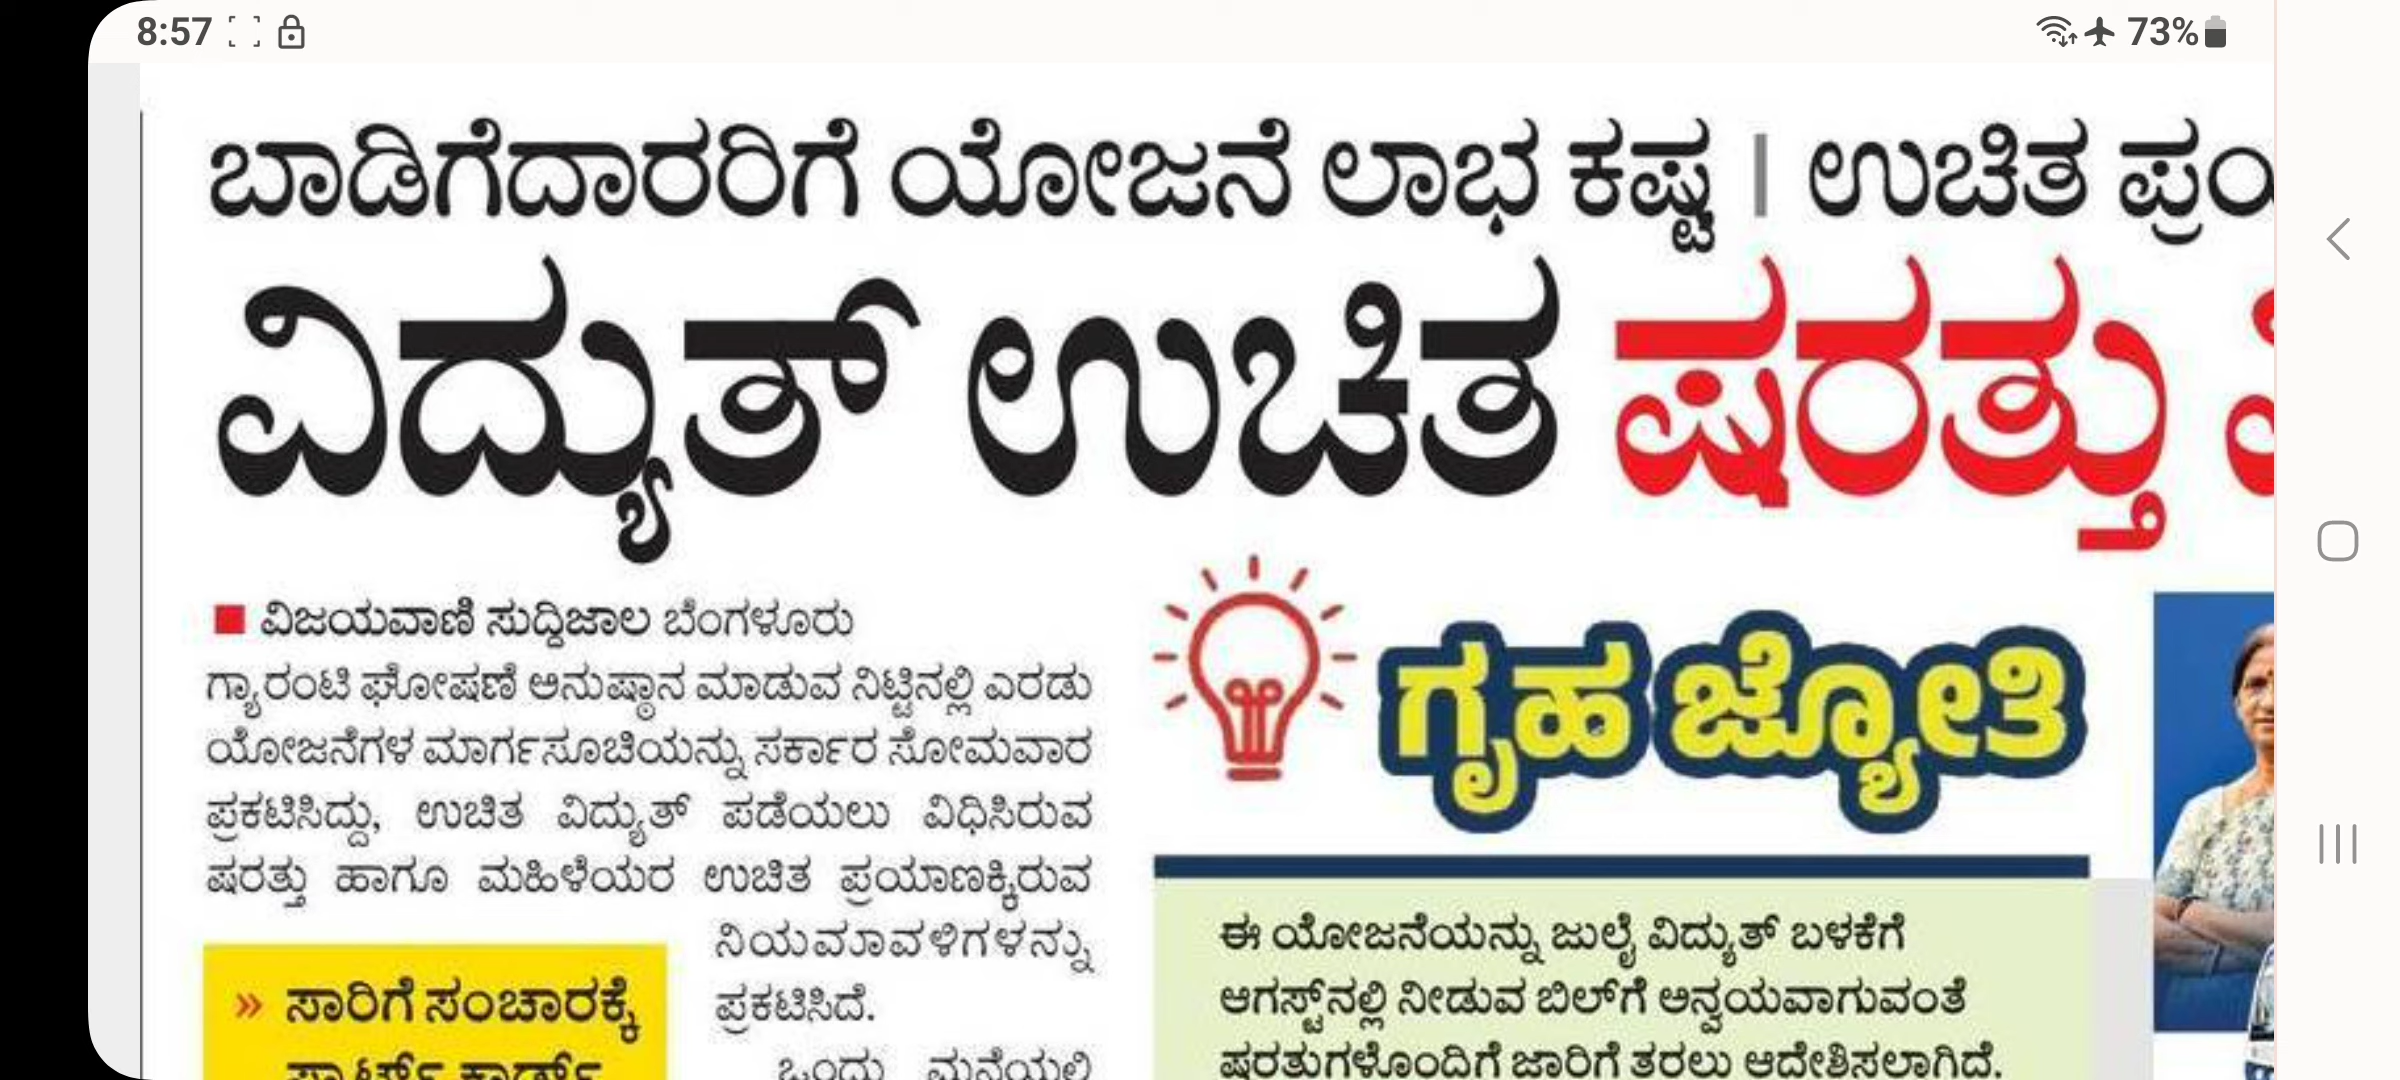 8:57
73%
ಬಾಡಿಗೆದಾರರಿಗೆ ಯೋಜನೆ ಲಾಭ ಕಷ್ಟ | ಉಚಿತ
ವಿದ್ಯುತ್ ಉಚಿತ ಷರತ್ತು
■ ವಿಜಯವಾಣಿ ಸುದ್ದಿಜಾಲ ಬೆಂಗಳೂರು
ಗ್ಯಾರಂಟಿ ಘೋಷಣೆ ಅನುಷ್ಠಾನ ಮಾಡುವ ನಿಟ್ಟಿನಲ್ಲಿ ಎರಡು
ಯೋಜನೆಗಳ ಮಾರ್ಗಸೂಚಿಯನ್ನು ಸರ್ಕಾರ ಸೋಮವಾರ
ಪ್ರಕಟಿಸಿದ್ದು, ಉಚಿತ ವಿದ್ಯುತ್ ಪಡೆಯಲು ವಿಧಿಸಿರುವ
ಷರತ್ತು ಹಾಗೂ ಮಹಿಳೆಯರ ಉಚಿತ ಪ್ರಯಾಣಕ್ಕಿರುವ
ನಿಯಮಾವಳಿಗಳನ್ನು
ಪ್ರಕಟಿಸಿದೆ.
ಒಂದು ಮನೆಯಲ್ಲಿ
» ಸಾರಿಗೆ ಸಂಚಾರಕ್ಕೆ
ಸ್ಮಾರ್ಟ್ ಕಾರ್ಡ್
ಗೃಹ ಜ್ಯೋತಿ
ಈ ಯೋಜನೆಯನ್ನು ಜುಲೈ ವಿದ್ಯುತ್ ಬಳಕೆಗೆ
ಆಗಸ್ಟ್‌ನಲ್ಲಿ ನೀಡುವ ಬಿಲ್‌ಗೆ ಅನ್ವಯವಾಗುವಂತೆ
ಷರತುಗಳೊಂದಿಗೆ ಜಾರಿಗೆ ತರಲು ಆದೇಶಿಸಲಾಗಿದೆ.